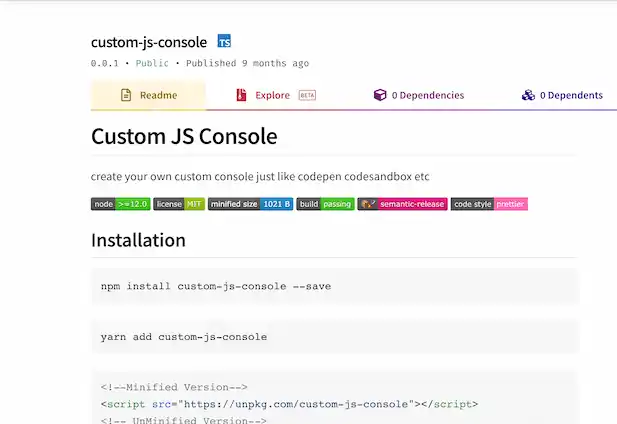 custom-js-console TS
0.0.1 • Public • Published 9 months ago
Readme
Explore BETA
0 Dependencies
0 Dependents
Custom JS Console
create your own custom console just like codepen codesandbox etc
node >=12.0 license MIT minified size 1021 B build passing semantic-release code style prettier
Installation
npm install custom-js-console --save
yarn add custom-js-console
<!--Minified Version-->
<script src="https://unpkg.com/custom-js-console"></script>
<!-- UnMinified Version-->